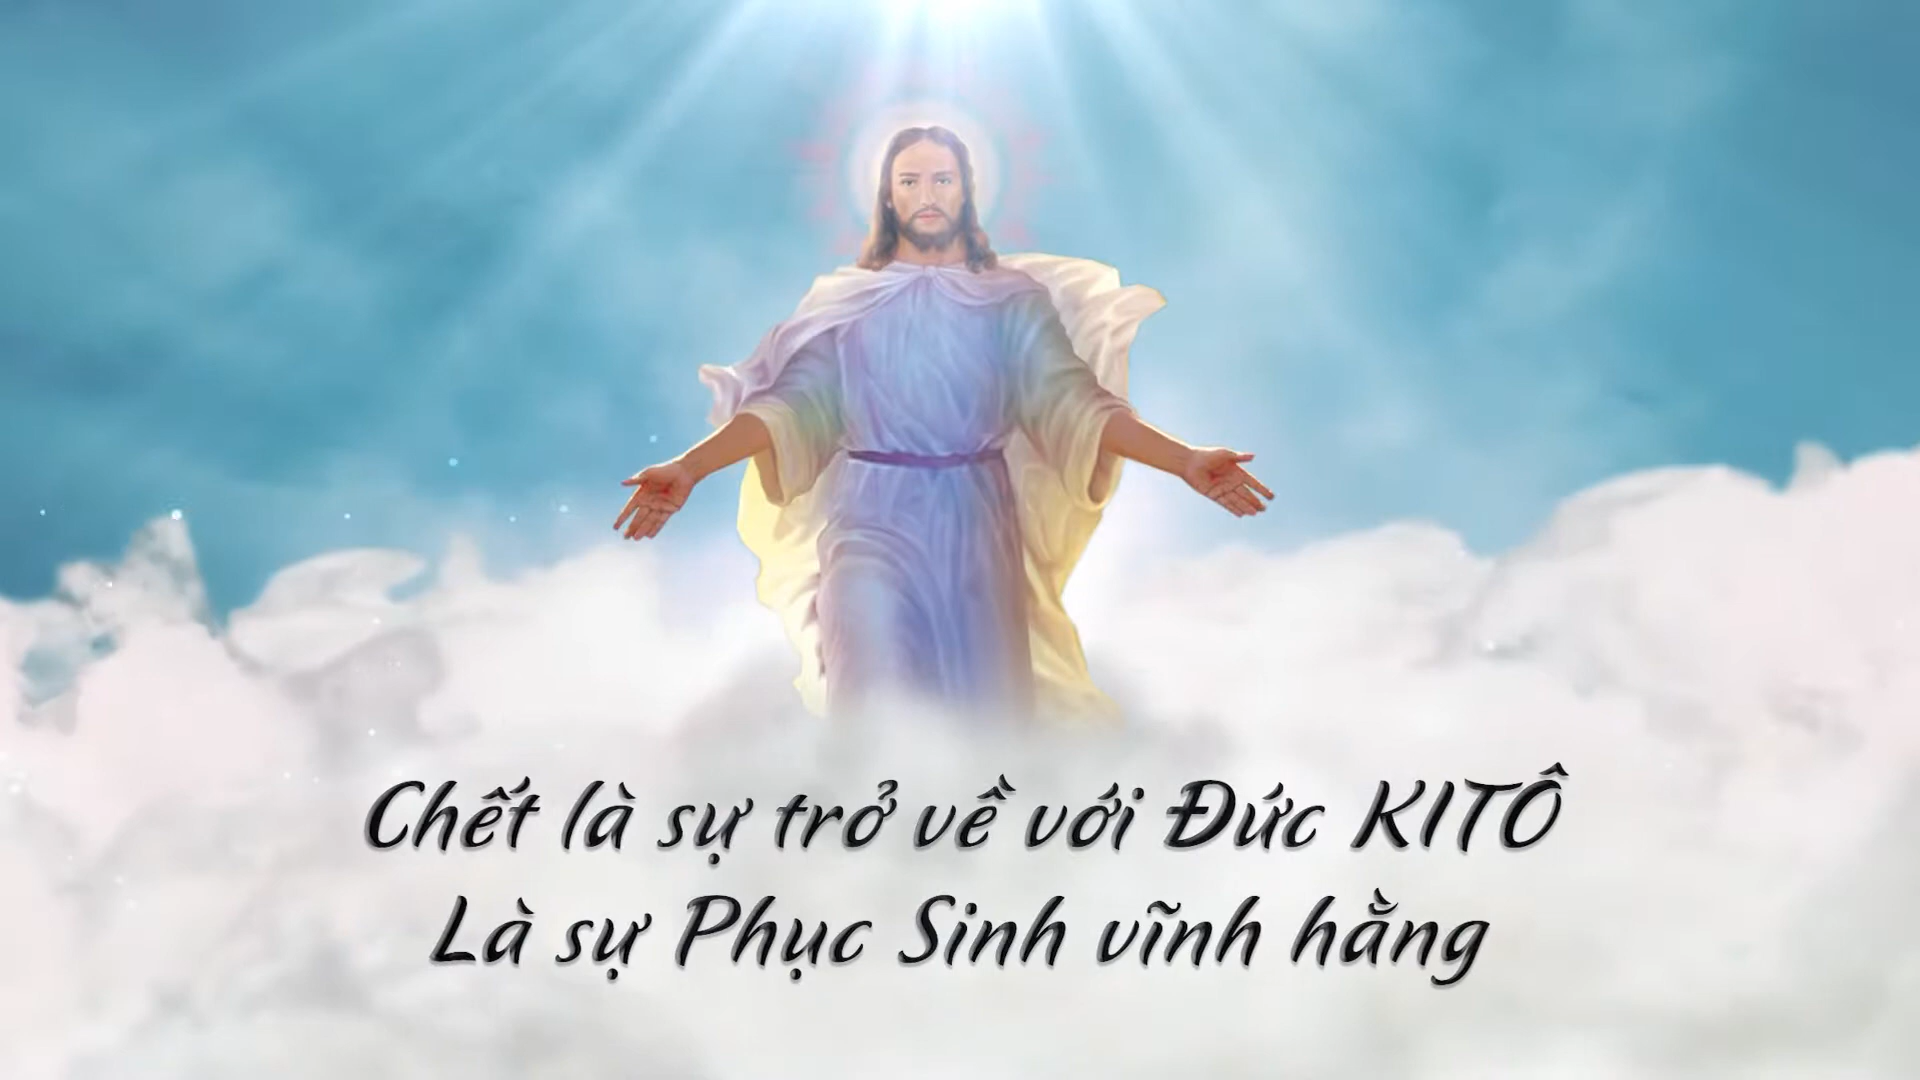 Chết là sự trở về với Đức KITÔ
Là sự Phục Sinh vĩnh hằng